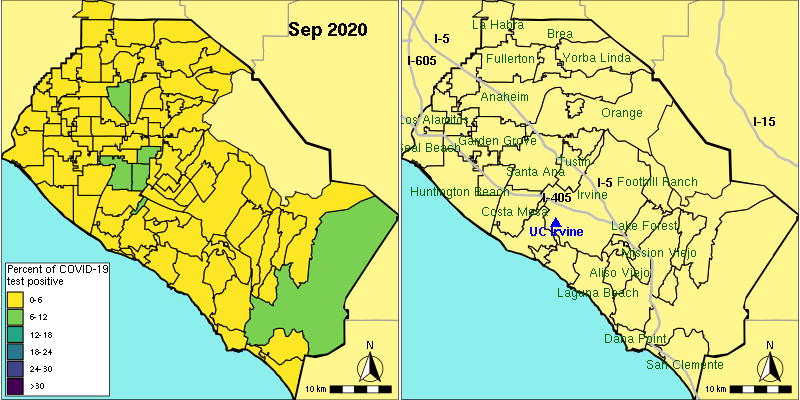 Sep 2020
Percent of COVID-19
test positive
0-6
6-12
12-18
18-24
24-30
>30
N
10 km
La Habra
Brea
I-5
Fullerton
Yorba Linda
I-605
Anaheim
Orange
Los Alamitos
I-15
Garden Grove
Seal Beach
Tustin
Santa Ana
I-5
Foothill Ranch
Huntington Beach
I-405
Irvine
Costa Mesa
Lake Forest
UC Irvine
Mission Viejo
Aliso Viejo
Laguna Beach
Dana Point
San Clemente
N
10 km